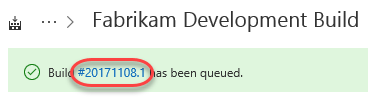 ··· > Fabrikam Development Build
Build #20171108.1 has been queued.